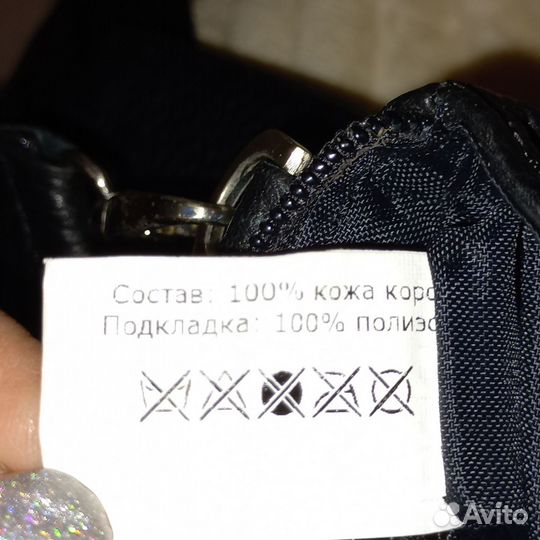 Состав: 100% кожа коро
Подкладка: 100% полиэс
Avito